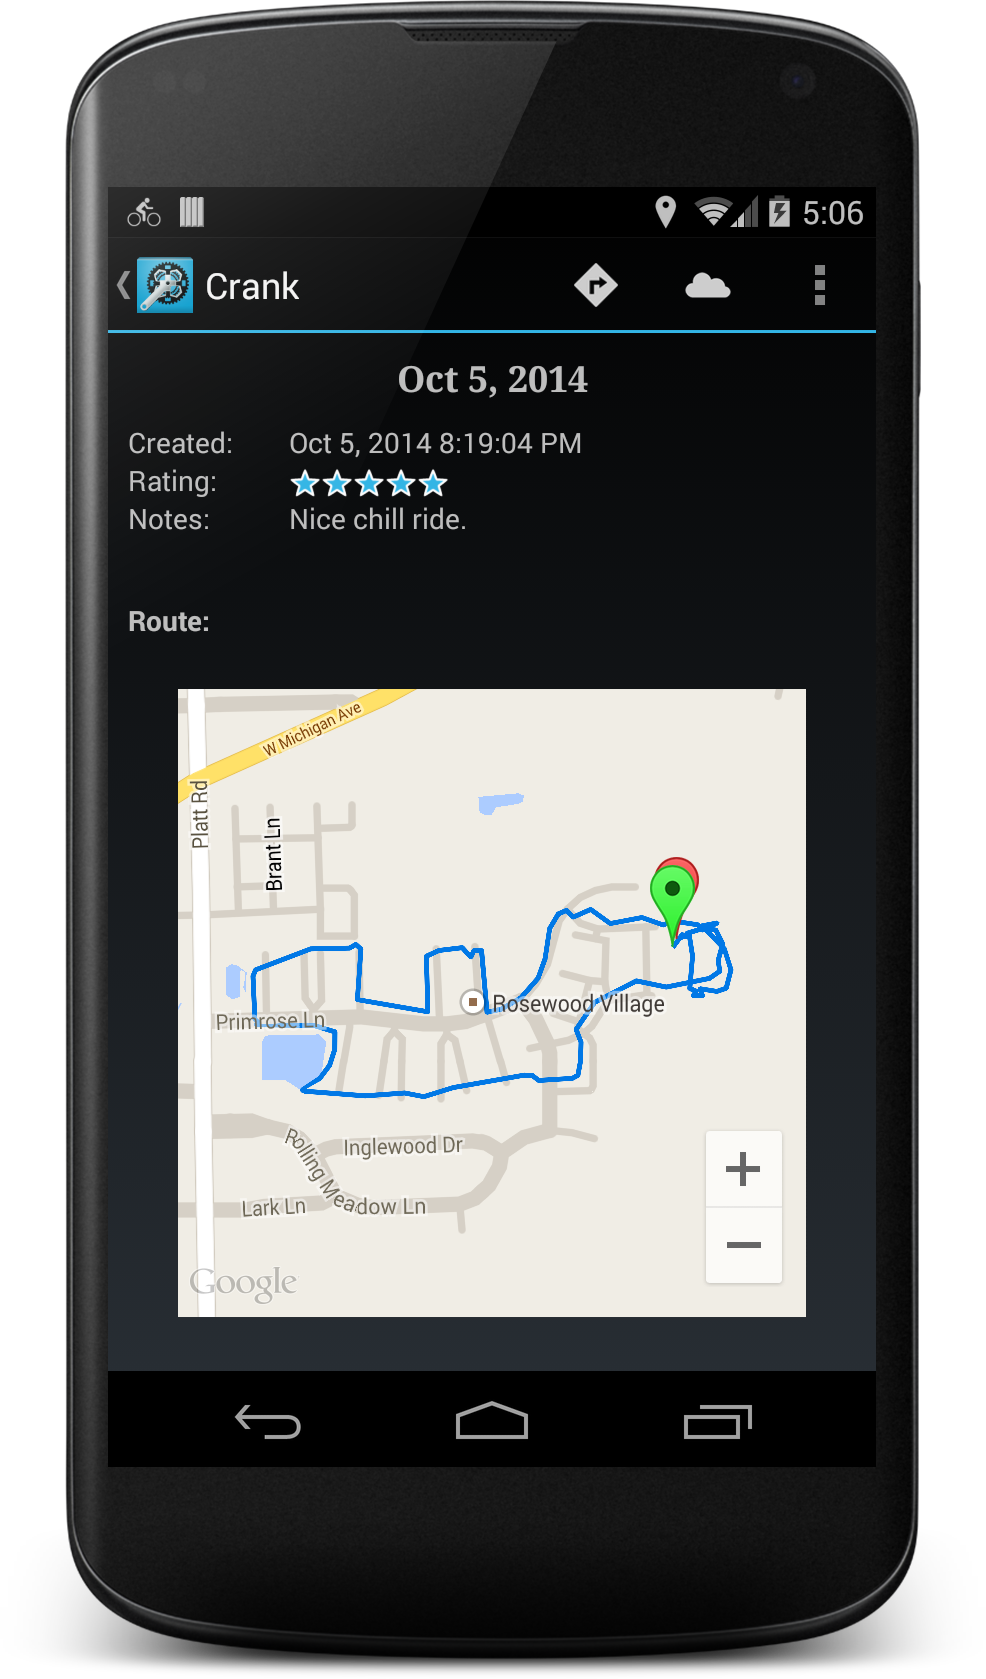 5:06
Crank
Oct 5, 2014
Created: Oct 5, 2014 8:19:04 PM
Rating:
Notes: Nice chill ride.
Route:
W Michigan Ave
Platt Rd
Brant Ln
Rosewood Village
Primrose Ln
Inglewood Dr
Rolling Meadow Ln
Lark Ln
Google